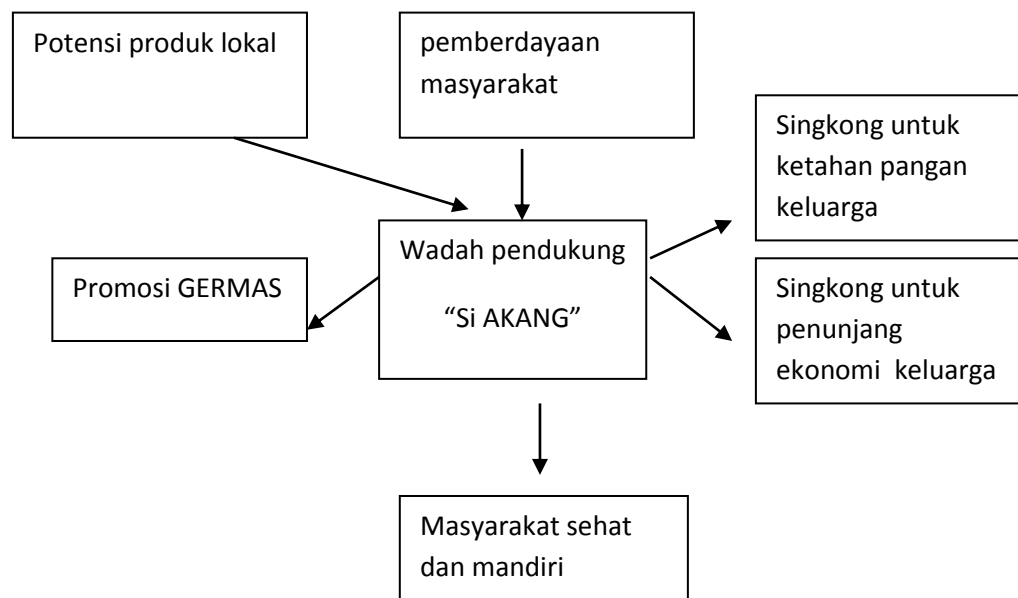 Potensi produk lokal
pemberdayaan
masyarakat
Singkong untuk
ketahan pangan
keluarga
Wadah pendukung
“Si AKANG”
Promosi GERMAS
Singkong untuk
penunjang
ekonomi keluarga
Masyarakat sehat
dan mandiri